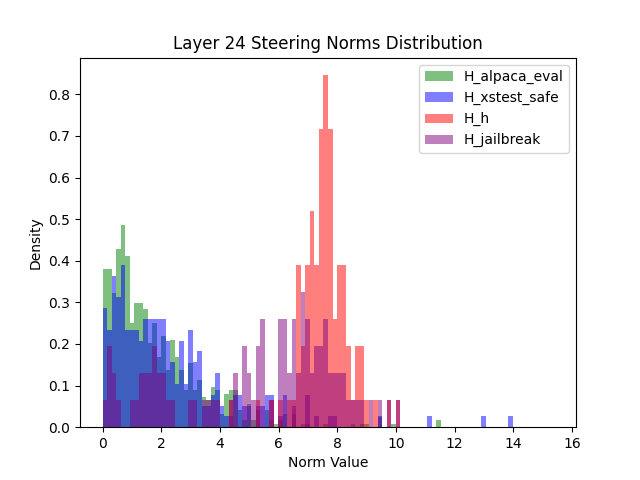 Layer 24 Steering Norms Distribution
H_alpaca_eval
H_xstest_safe
H_h
H_jailbreak
Density
0.8
0.7
0.6
0.5
0.4
0.3
0.2
0.1
0.0
0 2 4 6 8 10 12 14 16
Norm Value